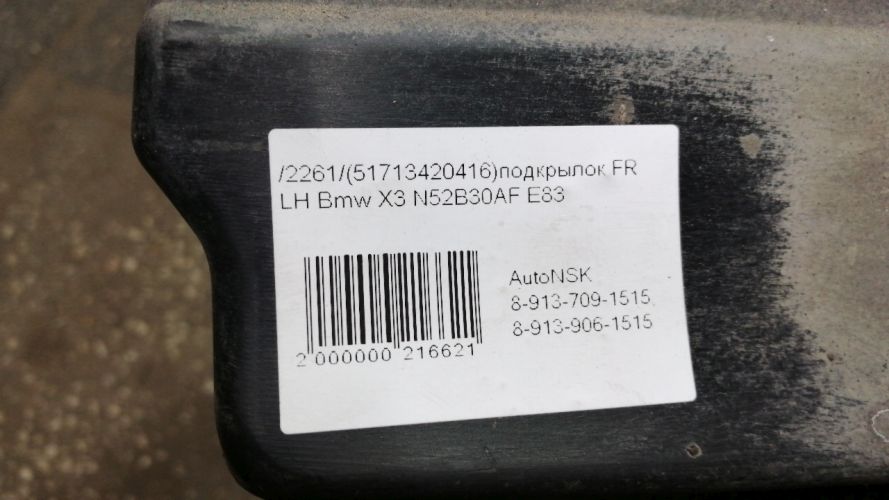 /2261/(51713420416)подкрылок FR
LH Bmw X3 N52B30AF E83
AutoNSK
8-913-709-1515,
8-913-906-1515
2 000000 216621